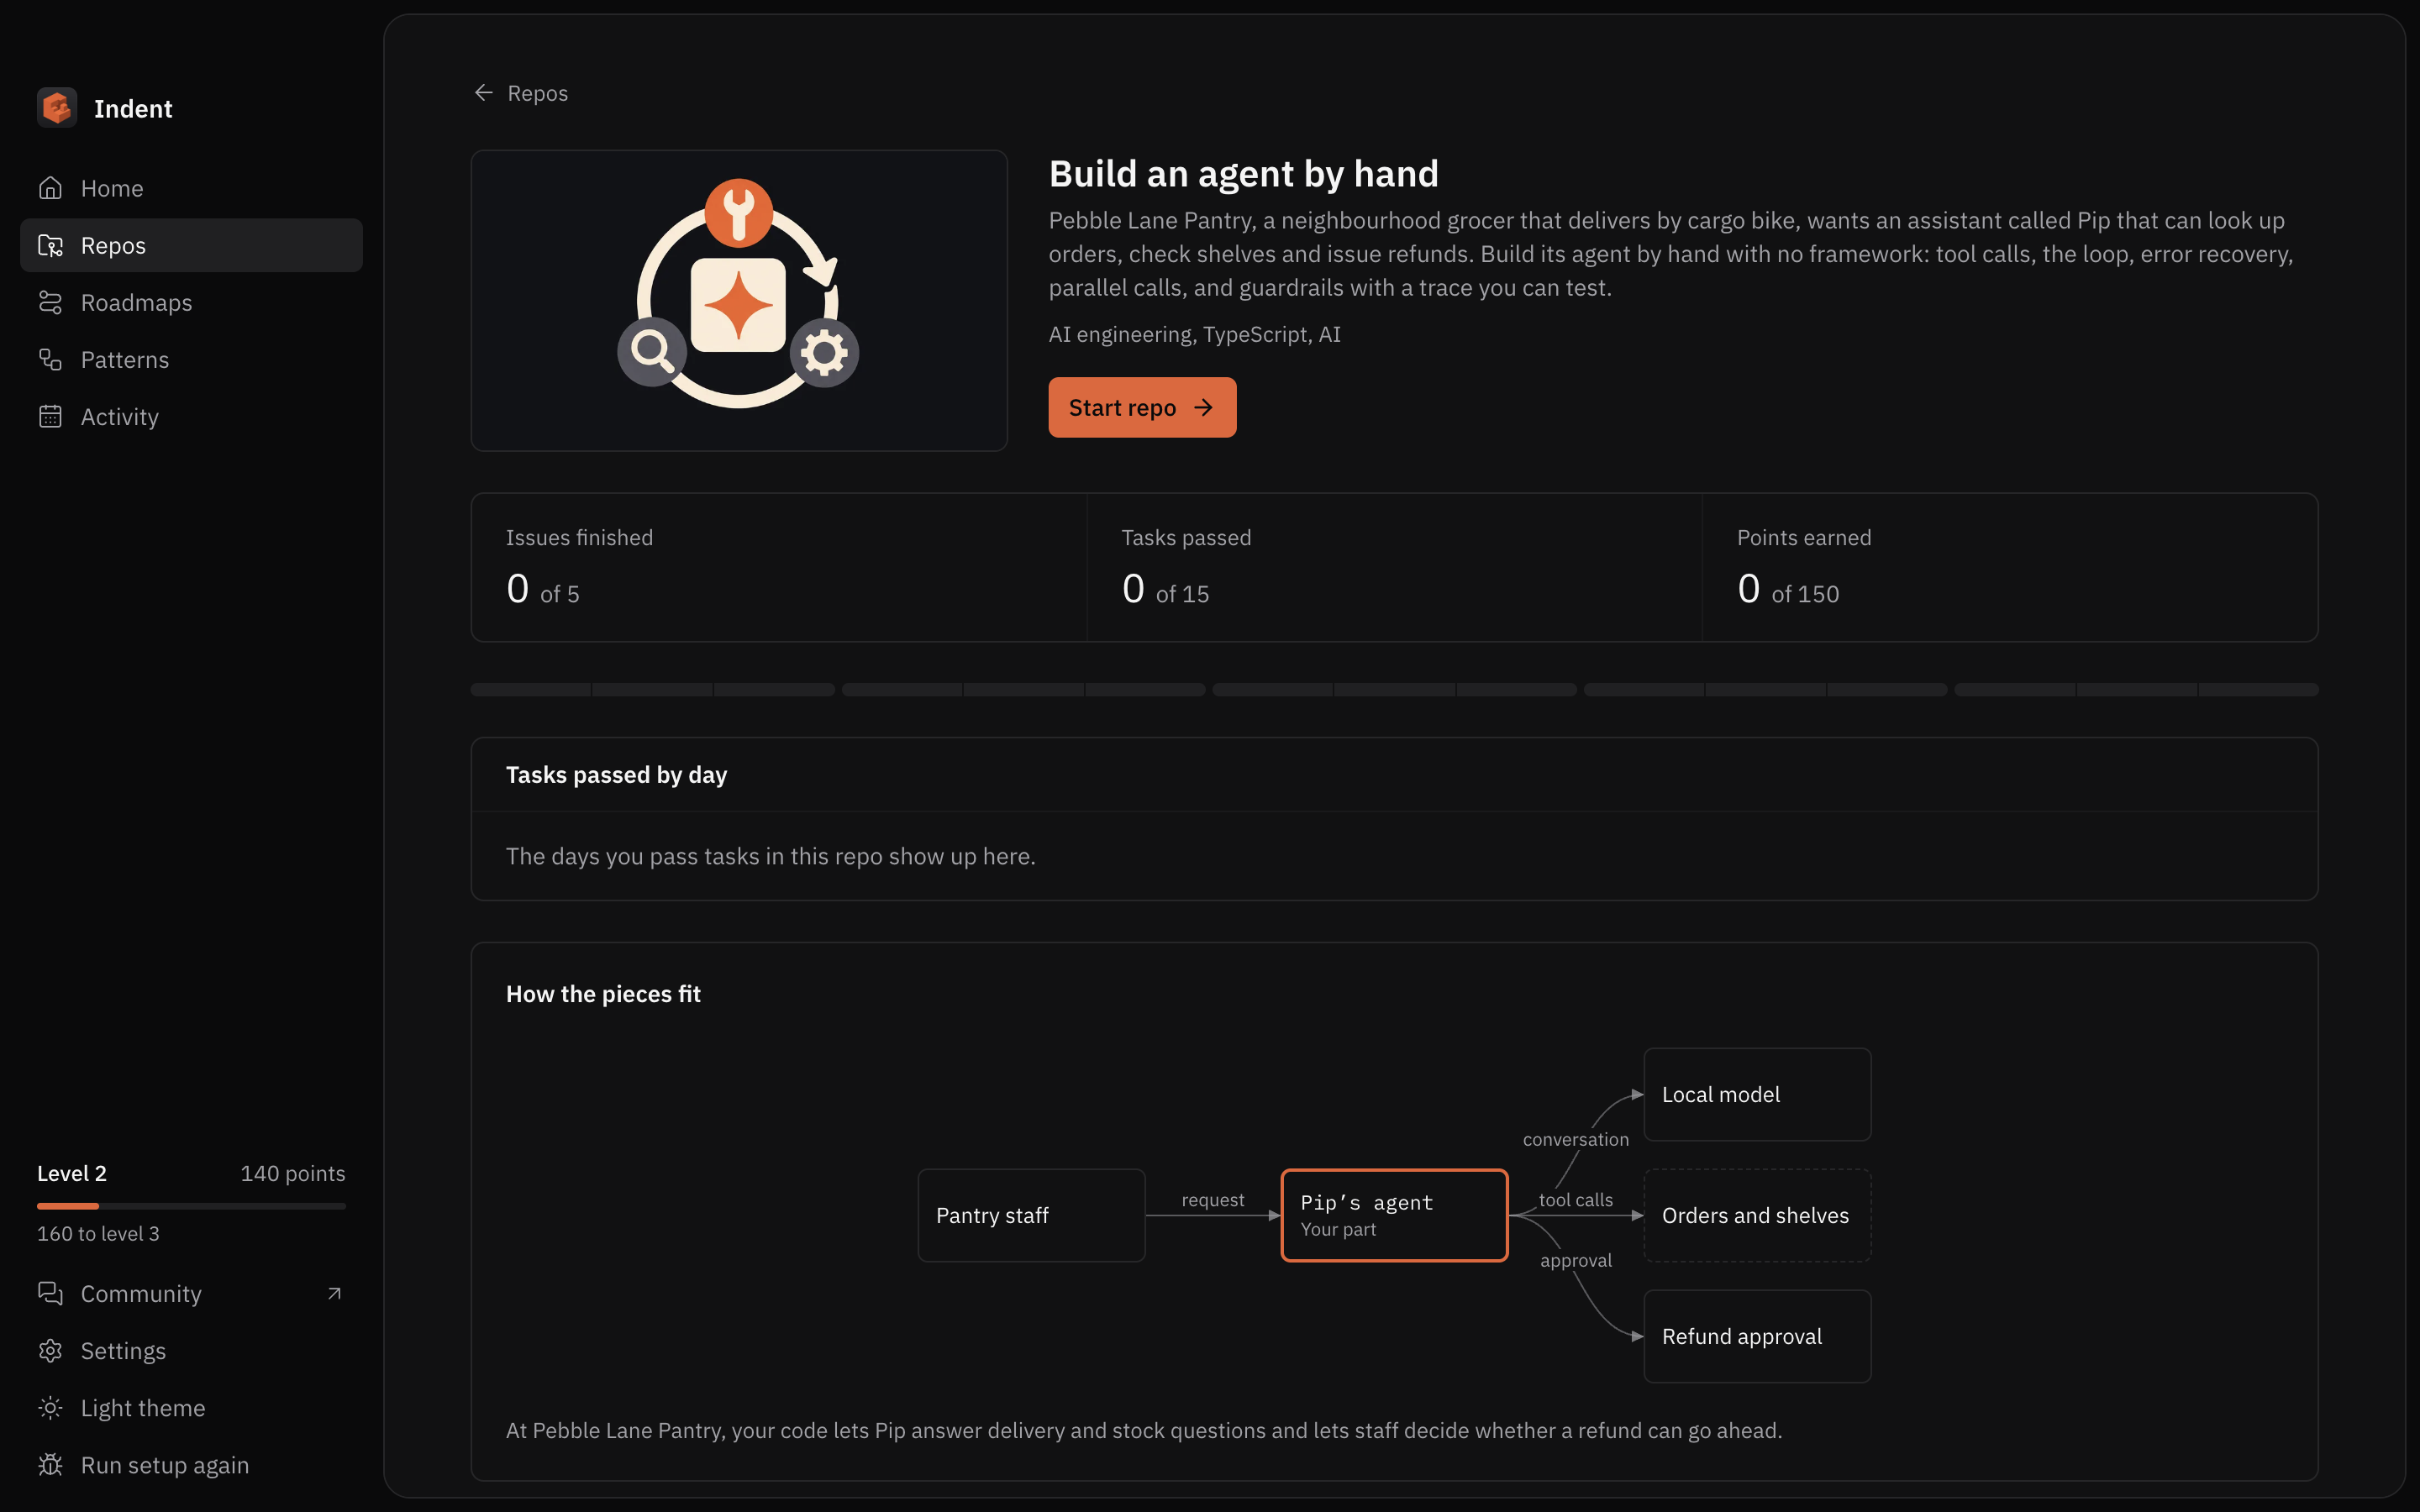 Indent
Home
Repos
Roadmaps
Patterns
Activity
Level 2
140 points
160 to level 3
Community
Settings
Light theme
Run setup again
Repos
Build an agent by hand
Pebble Lane Pantry, a neighbourhood grocer that delivers by cargo bike, wants an assistant called Pip that can look up
orders, check shelves and issue refunds. Build its agent by hand with no framework: tool calls, the loop, error recovery,
parallel calls, and guardrails with a trace you can test.
AI engineering, TypeScript, AI
Start repo
Issues finished
0 of 5
Tasks passed
0 of 15
Points earned
0 of 150
Tasks passed by day
The days you pass tasks in this repo show up here.
How the pieces fit
Pantry staff
request
Pip’s agent
Your part
conversation
tool calls
approval
Local model
Orders and shelves
Refund approval
At Pebble Lane Pantry, your code lets Pip answer delivery and stock questions and lets staff decide whether a refund can go ahead.